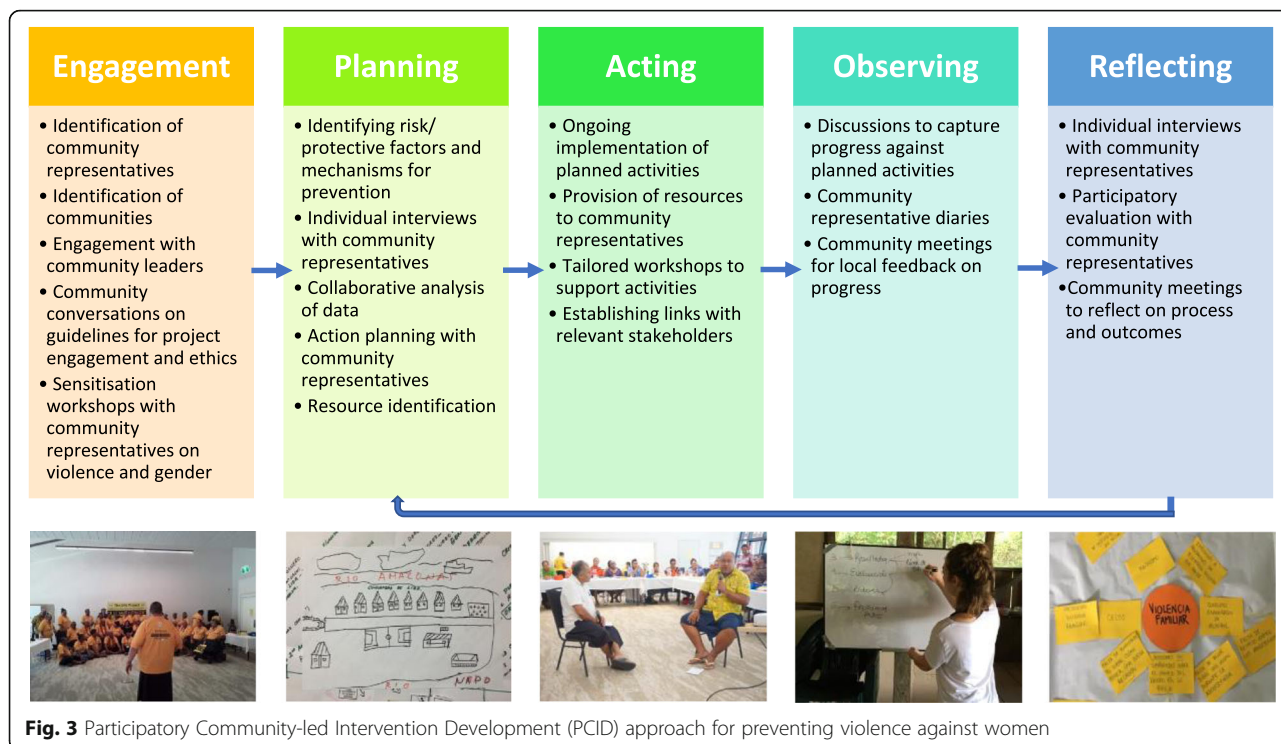 Engagement
• Identification of
community
representatives
• Identification of
communities
• Engagement with
community leaders
• Community
conversations on
guidelines for project
engagement and ethics
• Sensitisation
workshops with
community
representatives on
violence and gender
Planning
• Identifying risk/
protective factors and
mechanisms for
prevention
• Individual interviews
with community
representatives
• Collaborative analysis
of data
• Action planning with
community
representatives
• Resource identification
Acting
• Ongoing
implementation of
planned activities
• Provision of resources
to community
representatives
• Tailored workshops to
support activities
• Establishing links with
relevant stakeholders
Observing
• Discussions to capture
progress against
planned activities
• Community
representative diaries
• Community meetings
for local feedback on
progress
Reflecting
• Individual interviews
with community
representatives
• Participatory
evaluation with
community
representatives
•Community meetings
to reflect on process
and outcomes
RIO AMAZONAS
RIO
NAPO
VIOLENCIA
FAMILIAR
Fig. 3 Participatory Community-led Intervention Development (PCID) approach for preventing violence against women